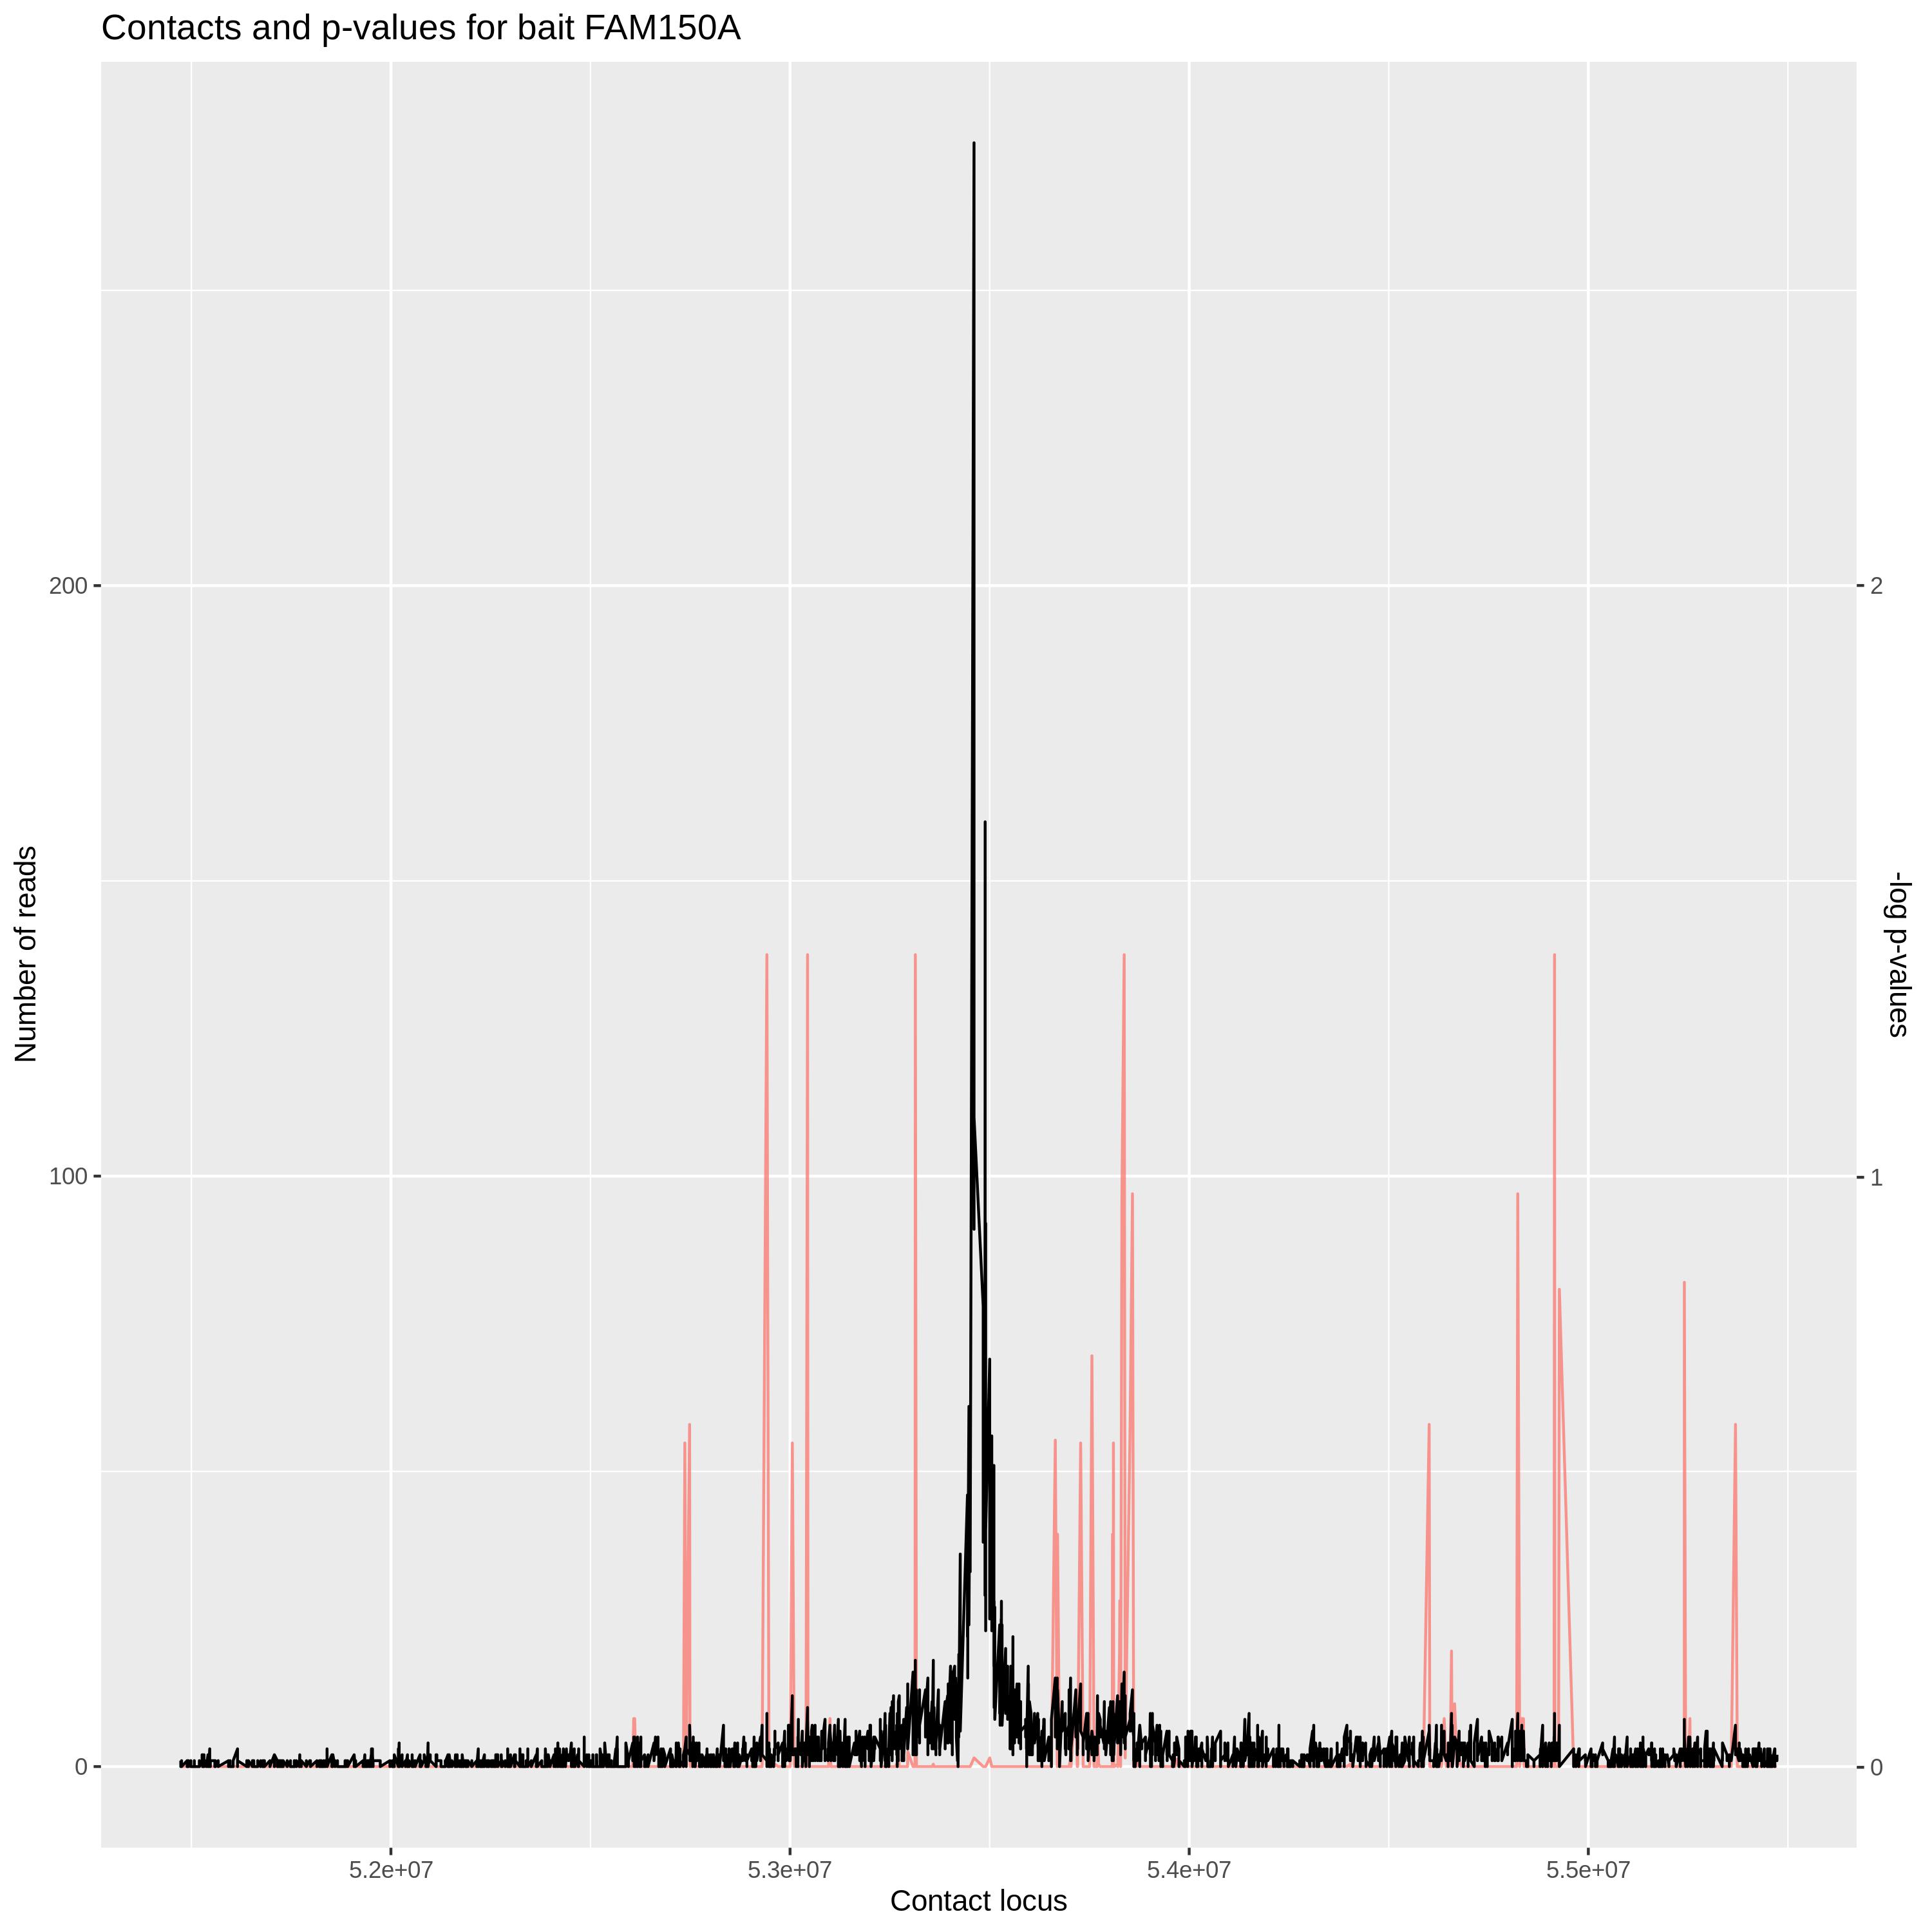 Contacts and p-values for bait FAM150A
Number of reads
200
100
0
2
1
0
-log p-values
5.2e+07
5.3e+07
5.4e+07
5.5e+07
Contact locus